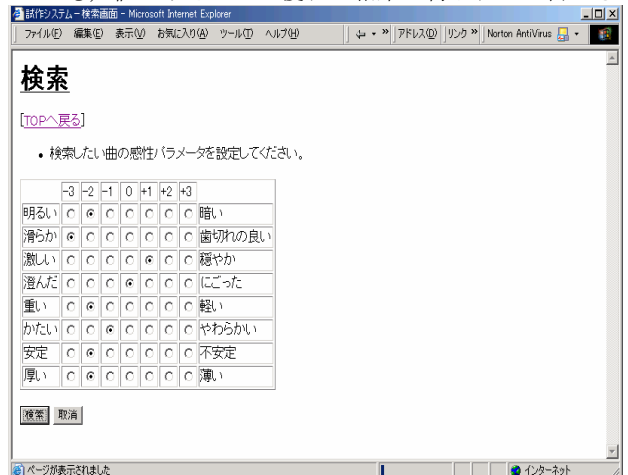 試作システム - 検索画面 - Microsoft Internet Explorer
ファイル(F) 編集(E) 表示(V) お気に入り(A) ツール(T) ヘルプ(H) » アドレス(D) リンク » Norton AntiVirus
検索
[TOPへ戻る]
• 検索したい曲の感性パラメータを設定してください。
-3 -2 -1 0 +1 +2 +3
明るい 暗い
滑らか 歯切れの良い
激しい 穏やか
澄んだ にごった
重い 軽い
かたい やわらかい
安定 不安定
厚い 薄い
検索 取消
ページが表示されました インターネット